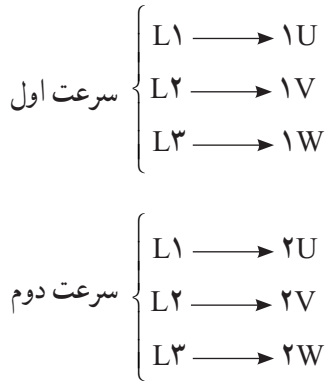 L۱ ⟶ ۱U
سرعت اول L۲ ⟶ ۱V
L۳ ⟶ ۱W
L۱ ⟶ ۲U
سرعت دوم L۲ ⟶ ۲V
L۳ ⟶ ۲W